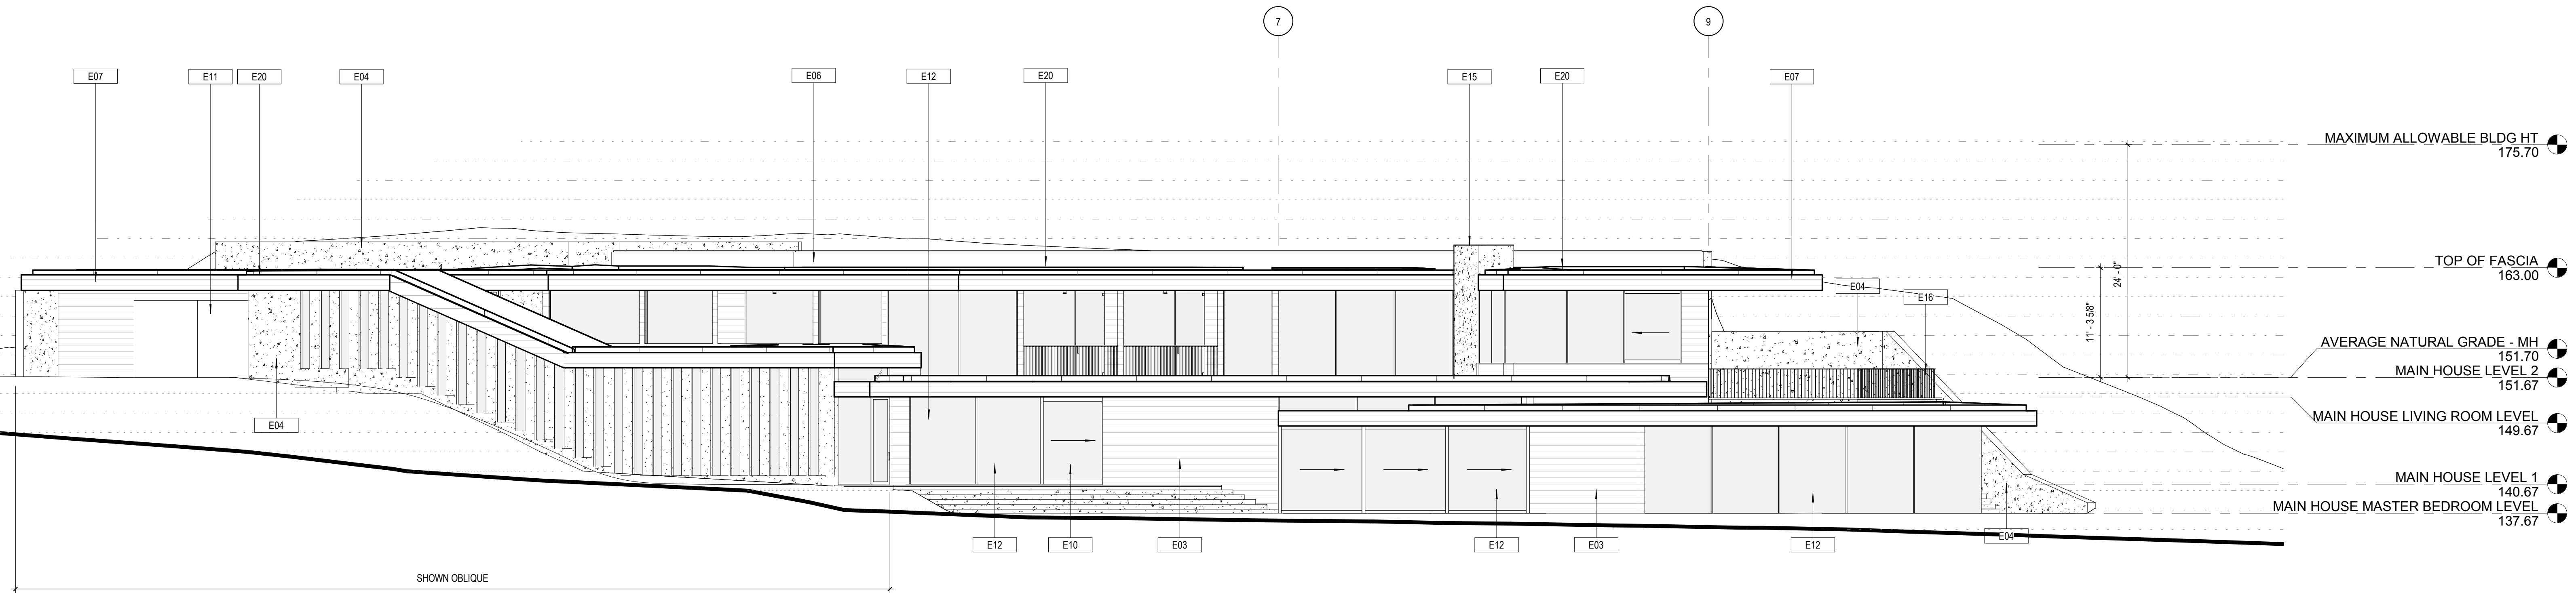 7
9
E07
E11
E20
E04
E06
E12
E20
E15
E20
E07
MAXIMUM ALLOWABLE BLDG HT
175.70
TOP OF FASCIA
163.00
24' - 0"
E04
E16
11' - 3 5/8"
AVERAGE NATURAL GRADE - MH
151.70
MAIN HOUSE LEVEL 2
151.67
MAIN HOUSE LIVING ROOM LEVEL
149.67
E04
MAIN HOUSE LEVEL 1
140.67
MAIN HOUSE MASTER BEDROOM LEVEL
137.67
E12
E10
E03
E12
E03
E12
E04
SHOWN OBLIQUE